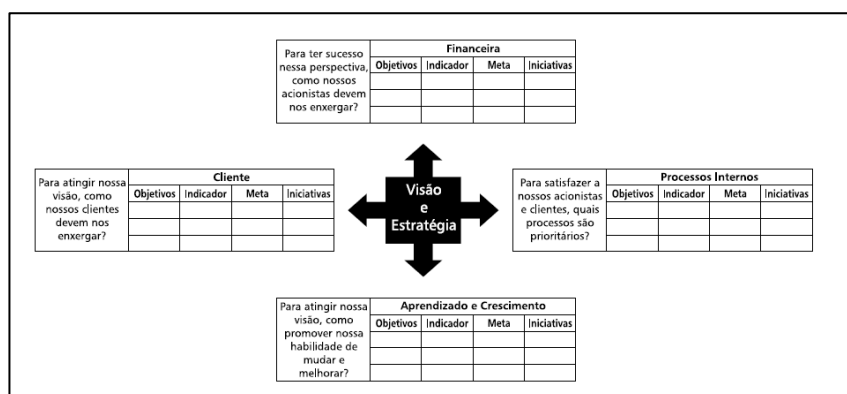 Para ter sucesso
nessa perspectiva,
como nossos
acionistas devem
nos enxergar?
Financeira
Objetivos Indicador Meta Iniciativas
Para atingir nossa
visão, como
nossos clientes
devem nos
enxergar?
Cliente
Objetivos Indicador Meta Iniciativas
Visão
e
Estratégia
Para satisfazer a
nossos acionistas
e clientes, quais
processos são
prioritários?
Processos Internos
Objetivos Indicador Meta Iniciativas
Para atingir nossa
visão, como
promover nossa
habilidade de
mudar e
melhorar?
Aprendizado e Crescimento
Objetivos Indicador Meta Iniciativas